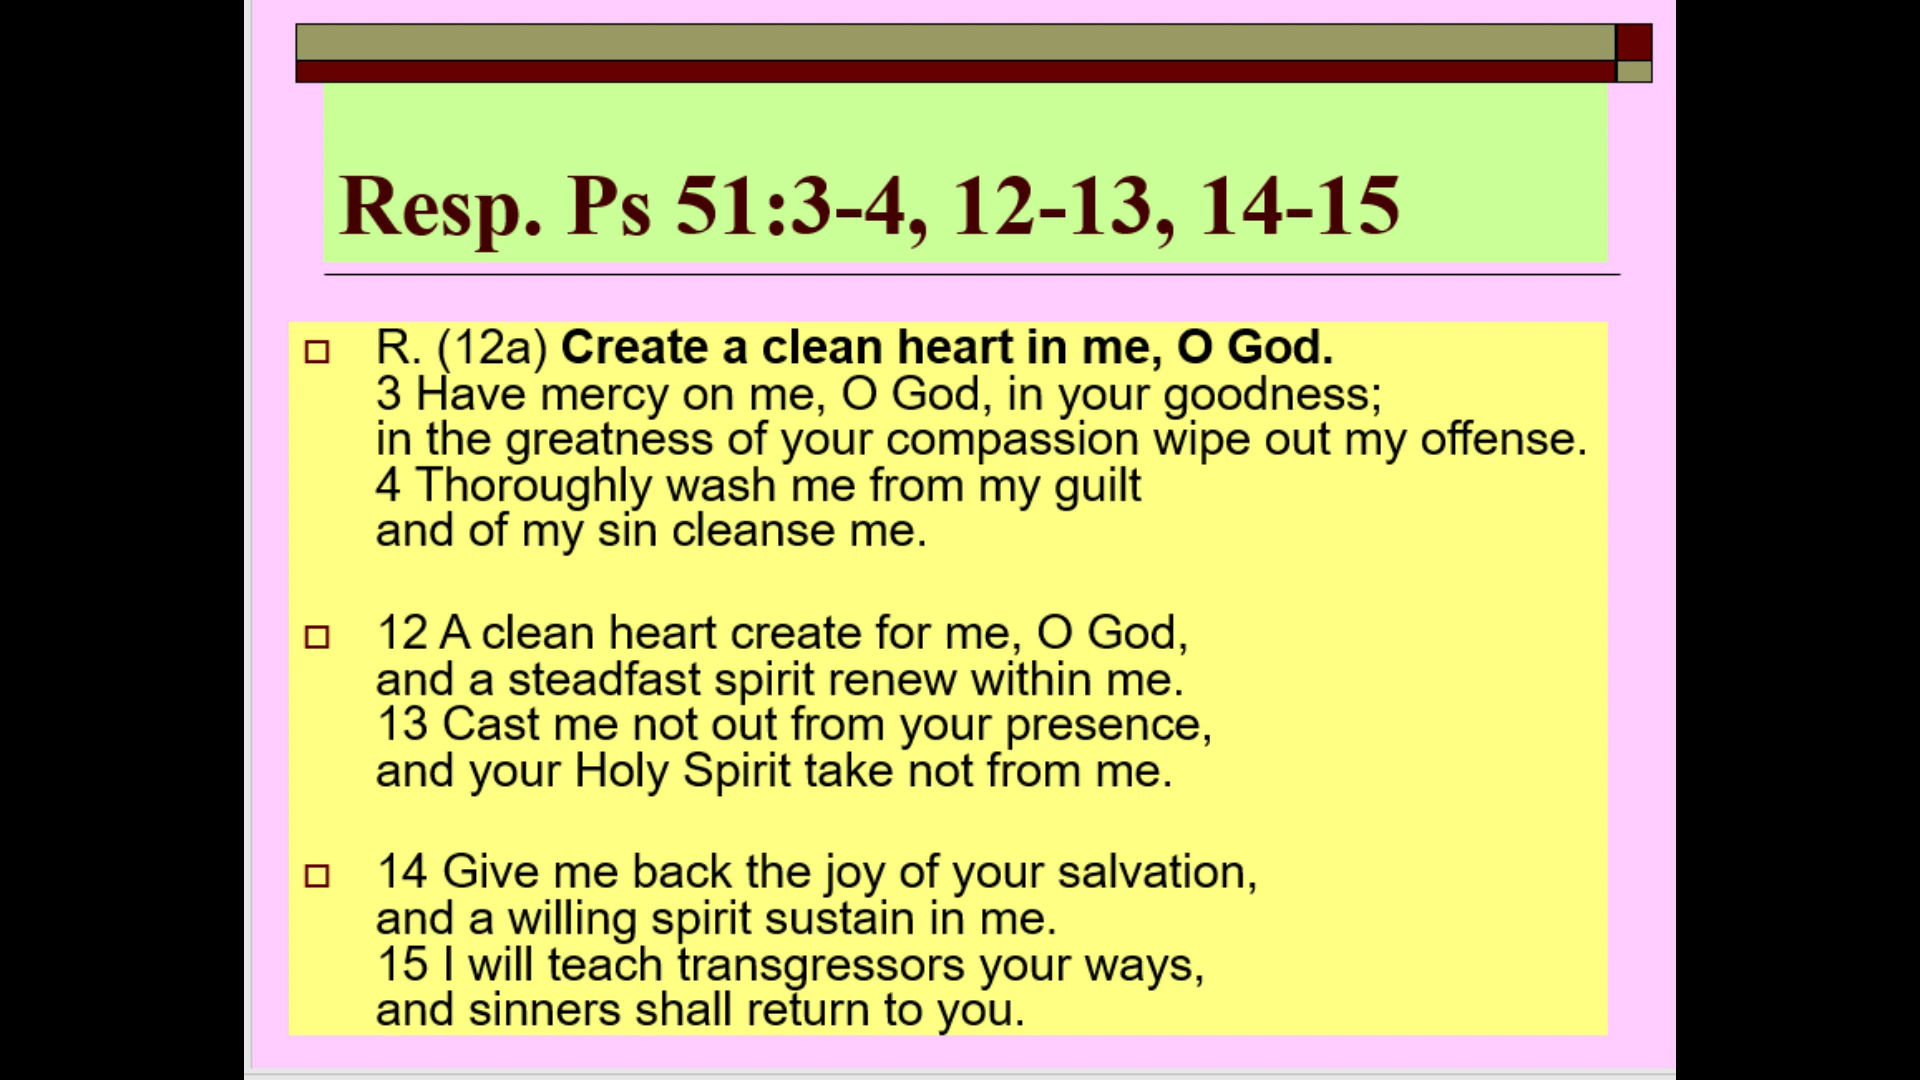 Resp. Ps 51:3-4, 12-13, 14-15
R. (12a) Create a clean heart in me, O God.
3 Have mercy on me, O God, in your goodness;
in the greatness of your compassion wipe out my offense.
4 Thoroughly wash me from my guilt
and of my sin cleanse me.
12 A clean heart create for me, O God,
and a steadfast spirit renew within me.
13 Cast me not out from your presence,
and your Holy Spirit take not from me.
14 Give me back the joy of your salvation,
and a willing spirit sustain in me.
15 I will teach transgressors your ways,
and sinners shall return to you.